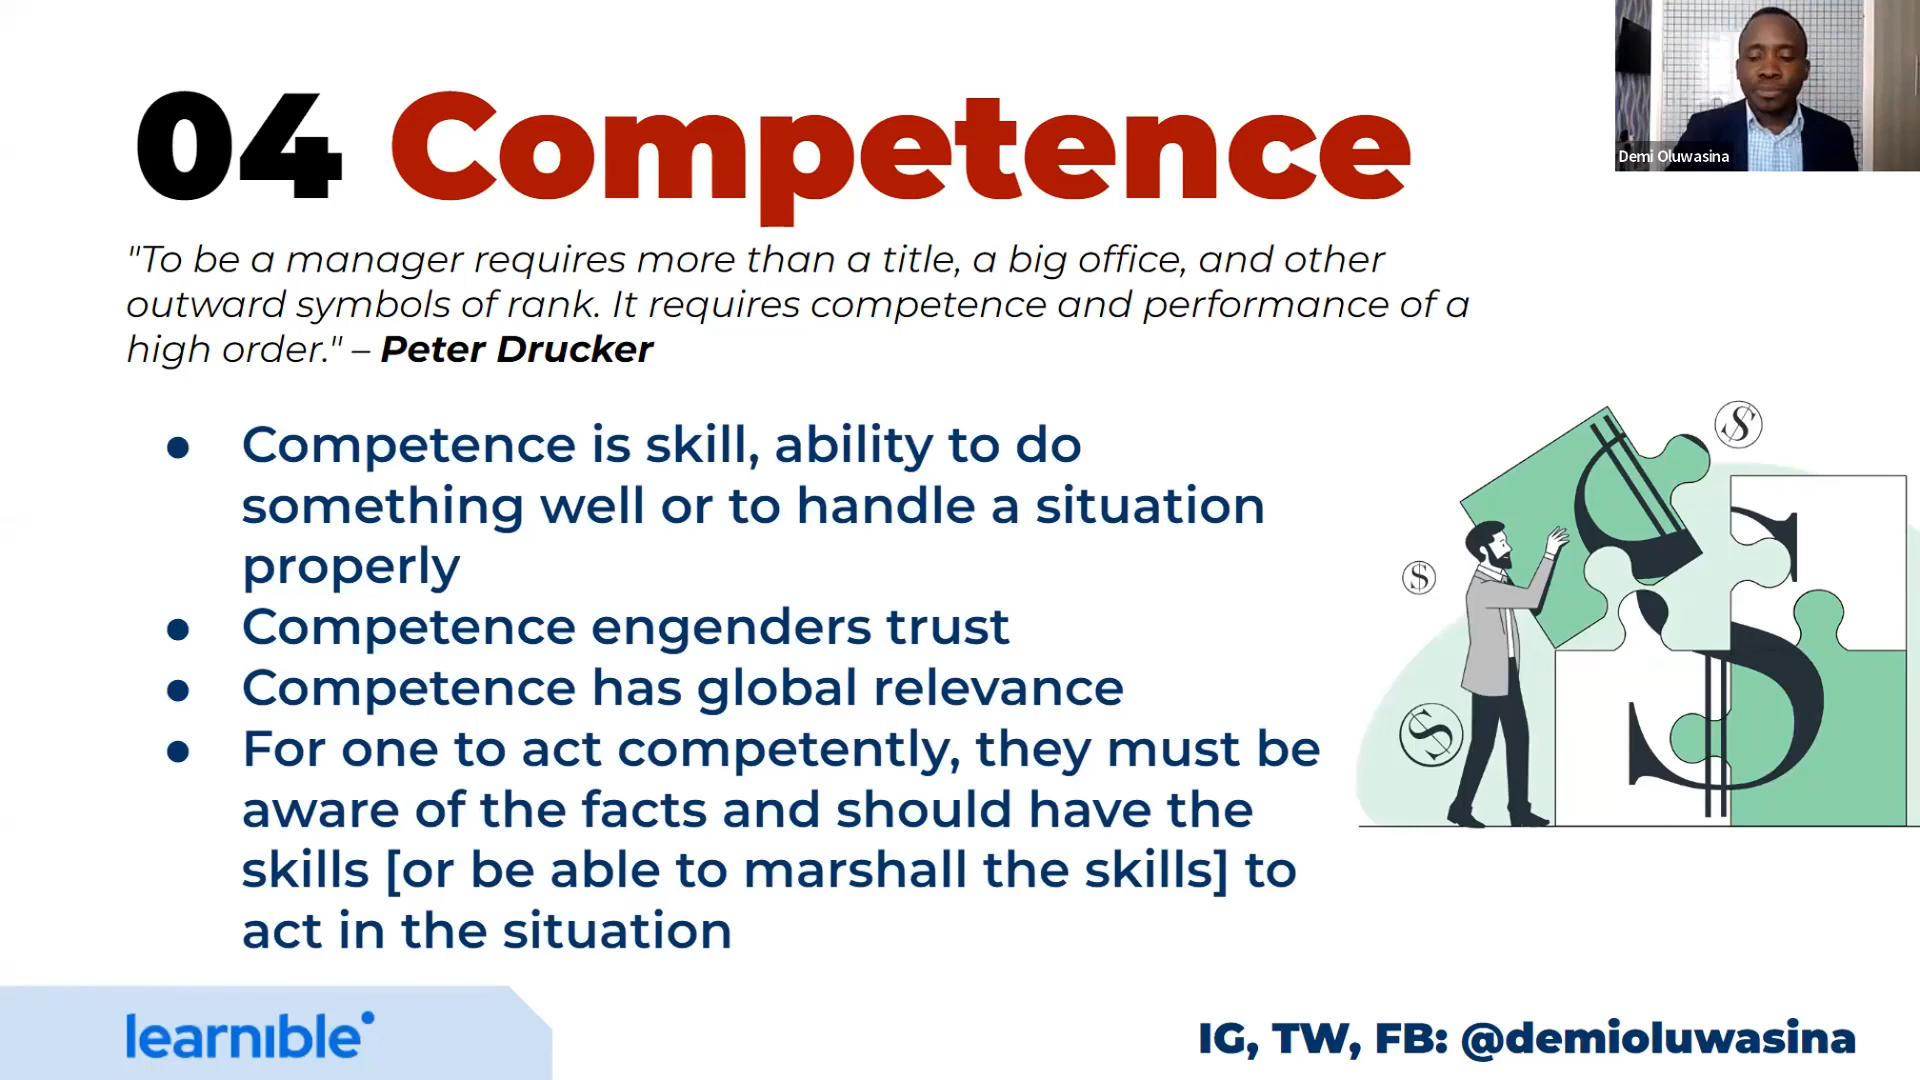 04 Competence
Demi Oluwasina
"To be a manager requires more than a title, a big office, and other
outward symbols of rank. It requires competence and performance of a
high order." – Peter Drucker
● Competence is skill, ability to do
something well or to handle a situation
properly
● Competence engenders trust
● Competence has global relevance
● For one to act competently, they must be
aware of the facts and should have the
skills [or be able to marshall the skills] to
act in the situation
$
$
$
$
$
learnible
IG, TW, FB: @demioluwasina